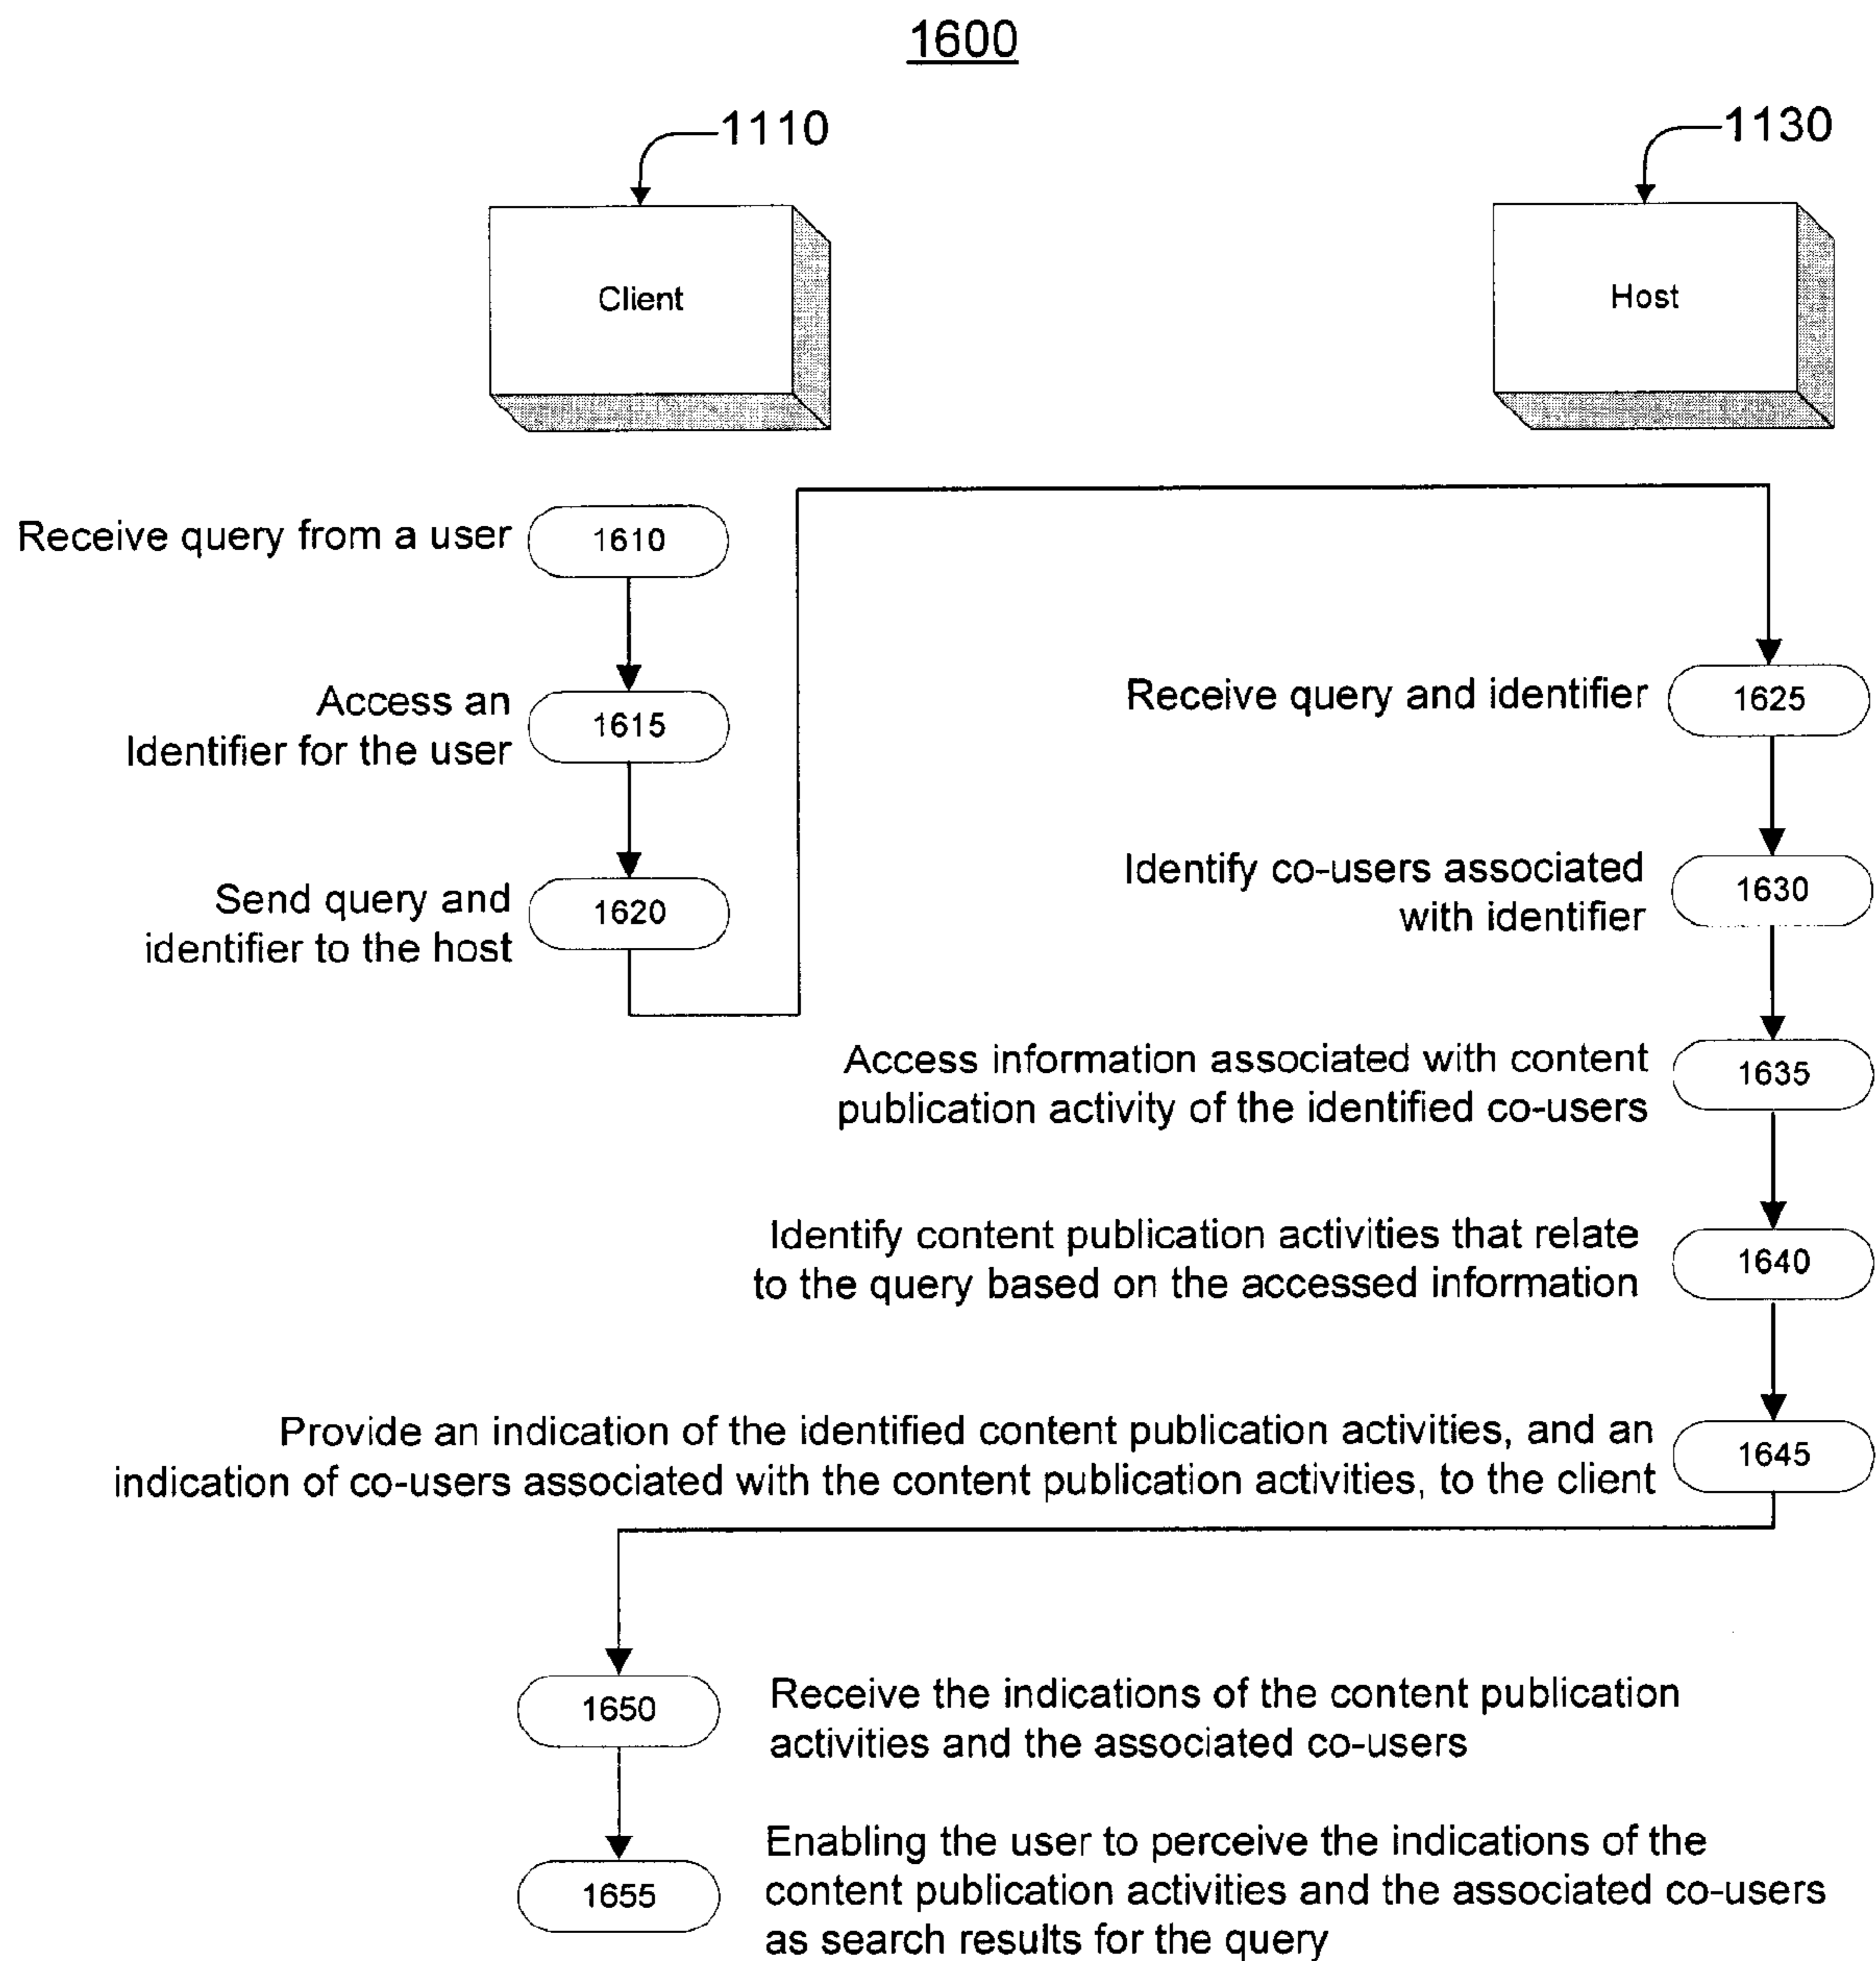 1600
1110
1130
Client
Host
Receive query from a user
1610
Access an
Identifier for the user
1615
Send query and
identifier to the host
1620
Receive query and identifier
1625
Identify co-users associated
with identifier
1630
Access information associated with content
publication activity of the identified co-users
1635
Identify content publication activities that relate
to the query based on the accessed information
1640
Provide an indication of the identified content publication activities, and an
indication of co-users associated with the content publication activities, to the client
1645
1650
Receive the indications of the content publication
activities and the associated co-users
1655
Enabling the user to perceive the indications of the
content publication activities and the associated co-users
as search results for the query